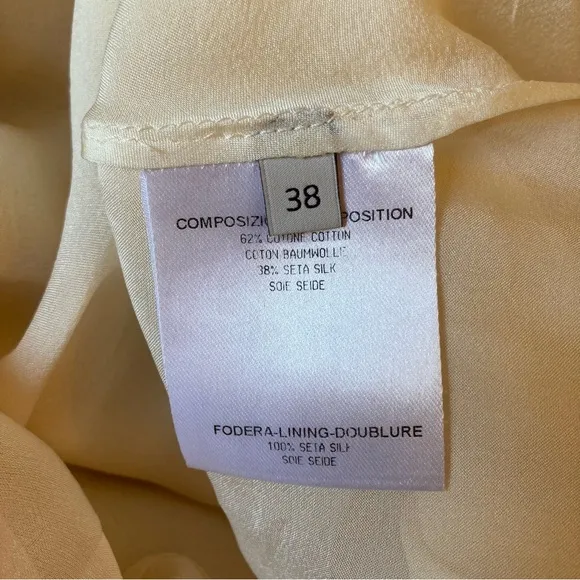 38
COMPOSIZI POSITION
62% COTONE COTTON
COTON BAUMWOLLE
38% SETA SILK
SOIE SEIDE
FODERA-LINING-DOUBLURE
100% SETA SILK
SOIE SEIDE